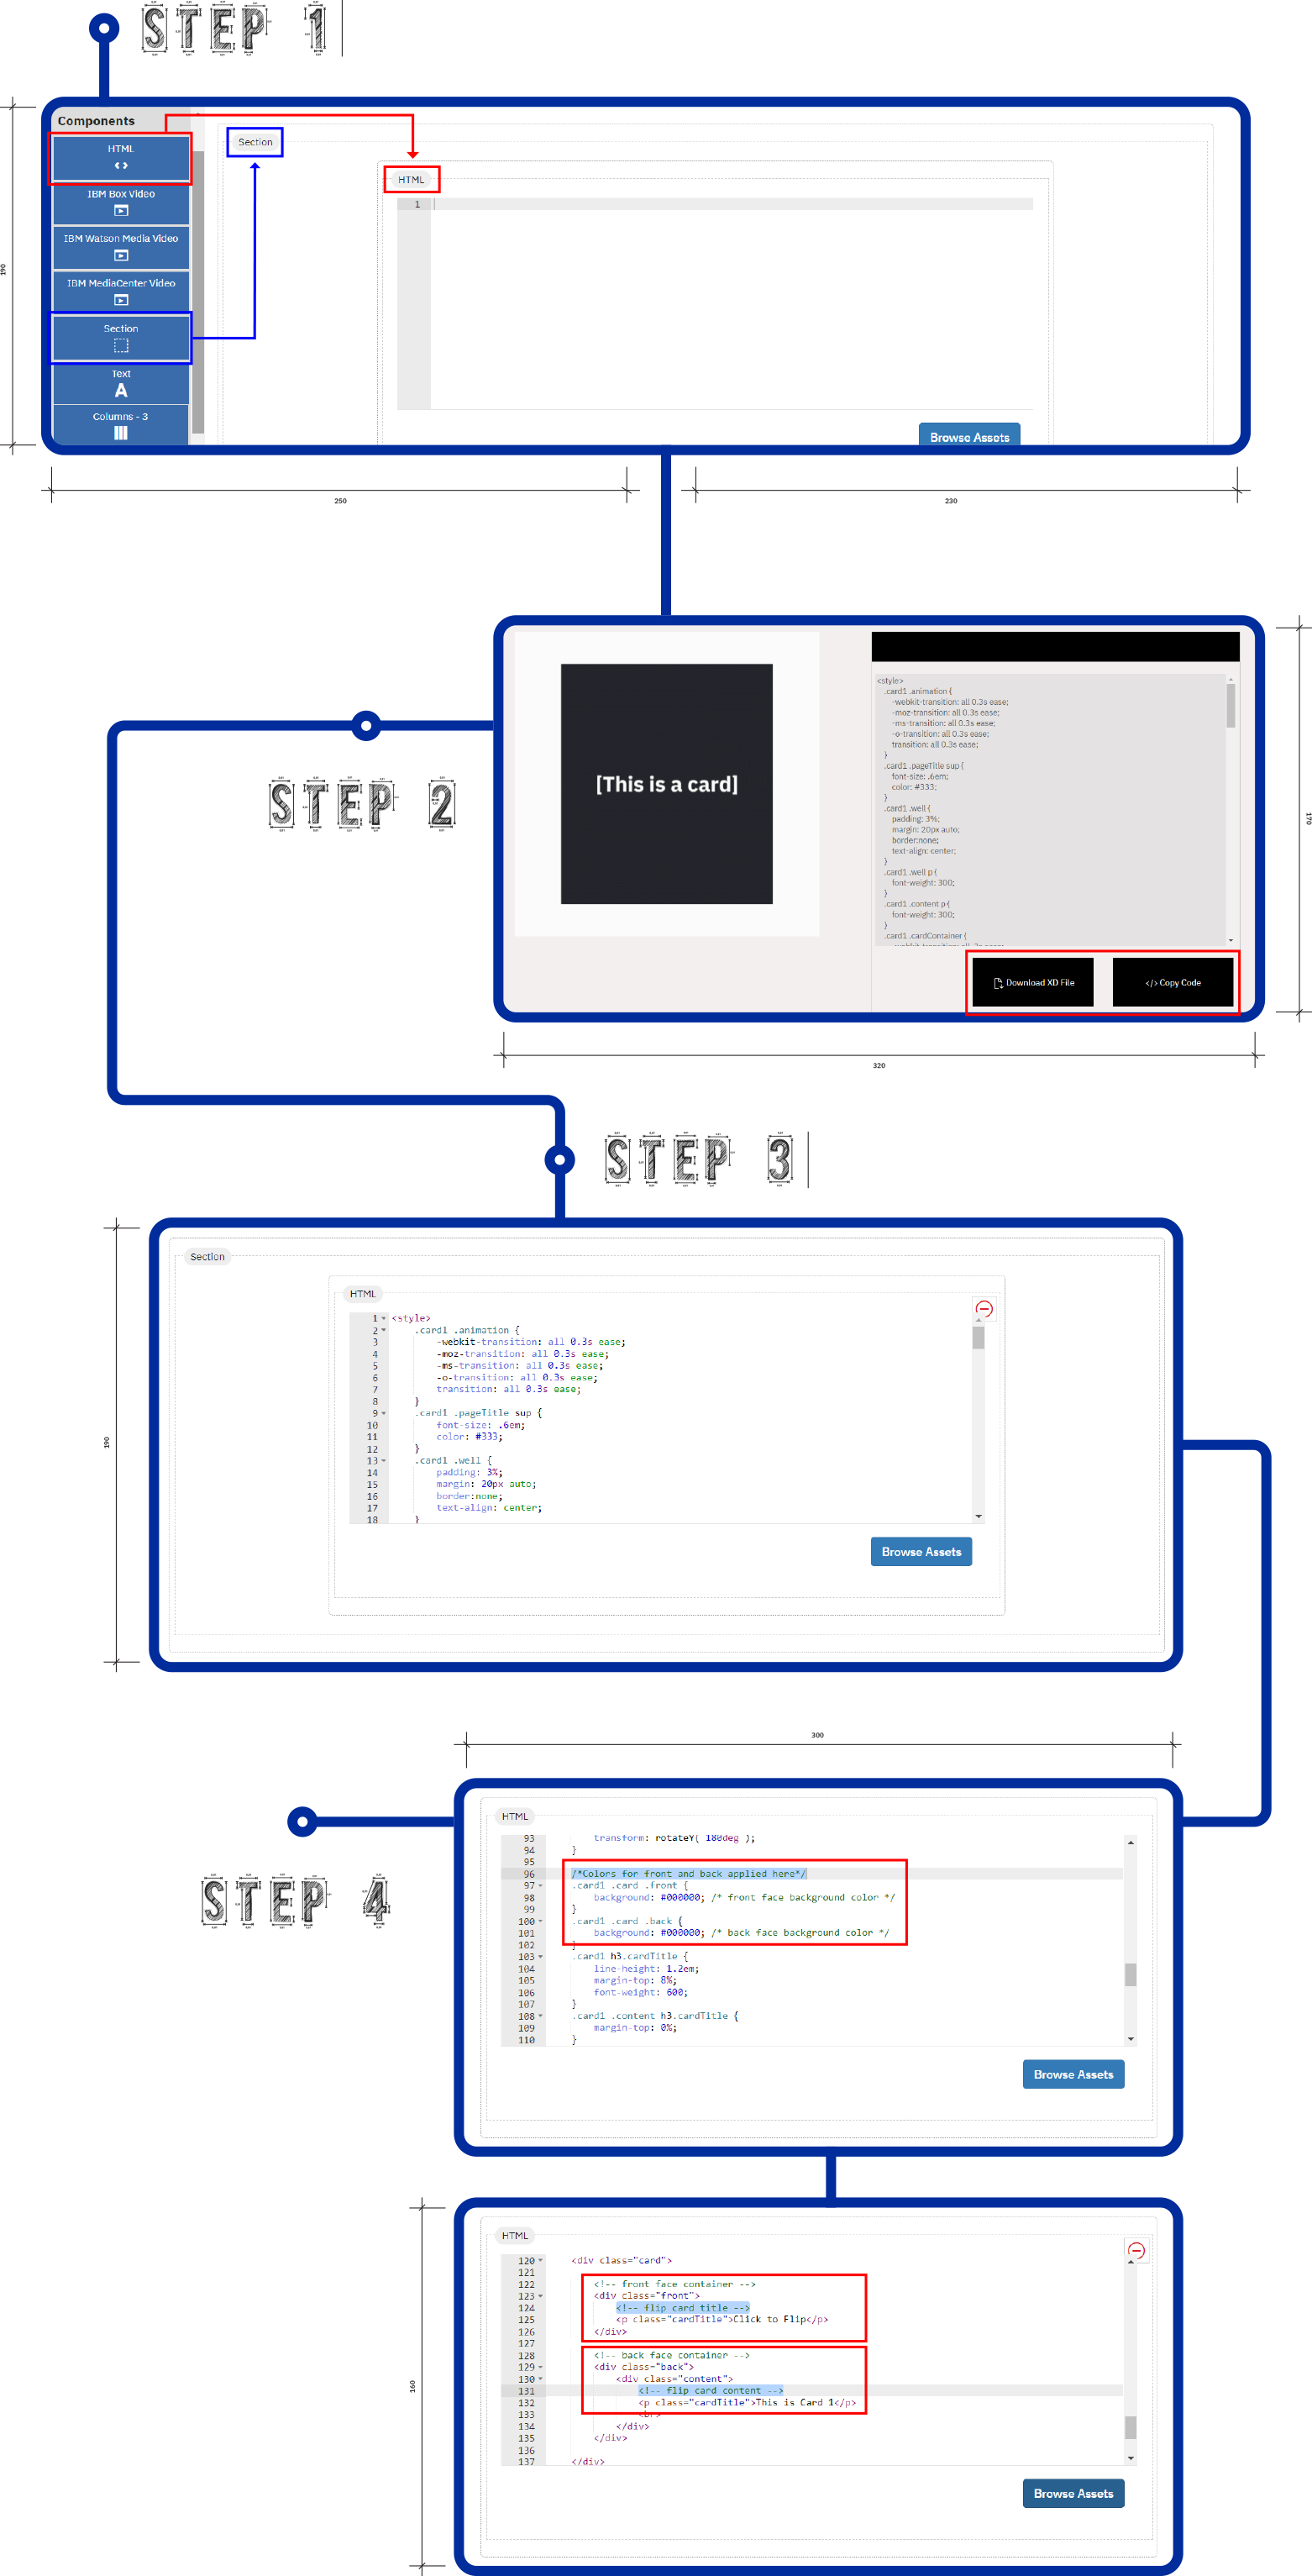 STEP 1
Components
HTML
IBM Box Video
IBM Watson Media Video
IBM MediaCenter Video
Section
Text
A
Columns - 3
Section
HTML
1
Browse Assets
190
250
230
[This is a card]
<style>
.card1 .animation {
-webkit-transition: all 0.3s ease;
-moz-transition: all 0.3s ease;
-ms-transition: all 0.3s ease;
-o-transition: all 0.3s ease;
transition: all 0.3s ease;
}
.card1 .pageTitle sup {
font-size: .6em;
color: #333;
}
.card1 .well {
padding: 3%;
margin: 20px auto;
border:none;
text-align: center;
}
.card1 .well p {
font-weight: 300;
}
.card1 .content p {
font-weight: 300;
}
.card1 .cardContainer {
Download XD File
</> Copy Code
STEP 2
170
320
STEP 3
Section
HTML
1 <style>
2 .card1 .animation {
3 -webkit-transition: all 0.3s ease;
4 -moz-transition: all 0.3s ease;
5 -ms-transition: all 0.3s ease;
6 -o-transition: all 0.3s ease;
7 transition: all 0.3s ease;
8 }
9 .card1 .pageTitle sup {
10 font-size: .6em;
11 color: #333;
12 }
13 .card1 .well {
14 padding: 3%;
15 margin: 20px auto;
16 border:none;
17 text-align: center;
18 }
Browse Assets
190
300
STEP 4
HTML
93 transform: rotateY( 180deg );
94 }
95
96 /*Colors for front and back applied here*/
97 .card1 .card .front {
98 background: #000000; /* front face background color */
99 }
100 .card1 .card .back {
101 background: #000000; /* back face background color */
102 }
103 .card1 h3.cardTitle {
104 line-height: 1.2em;
105 margin-top: 8%;
106 font-weight: 600;
107 }
108 .card1 .content h3.cardTitle {
109 margin-top: 0%;
110 }
Browse Assets
HTML
120 <div class="card">
121
122 <!-- front face container -->
123 <div class="front">
124 <!-- flip card title -->
125 <p class="cardTitle">Click to Flip</p>
126 </div>
127
128 <!-- back face container -->
129 <div class="back">
130 <div class="content">
131 <!-- flip card content -->
132 <p class="cardTitle">This is Card 1</p>
133 <br>
134 </div>
135 </div>
136
137 </div>
Browse Assets
160